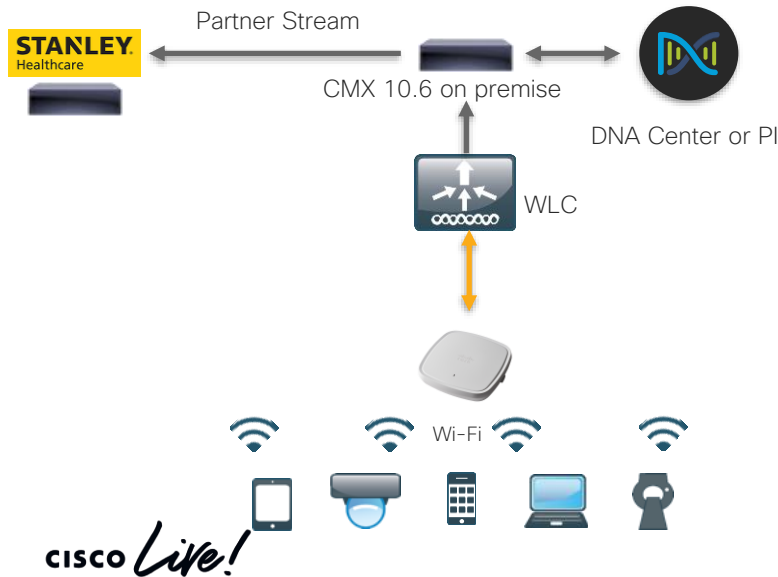 Partner Stream
STANLEY.
Healthcare
CMX 10.6 on premise
DNA Center or PI
WLC
Wi-Fi
CISCO Live!